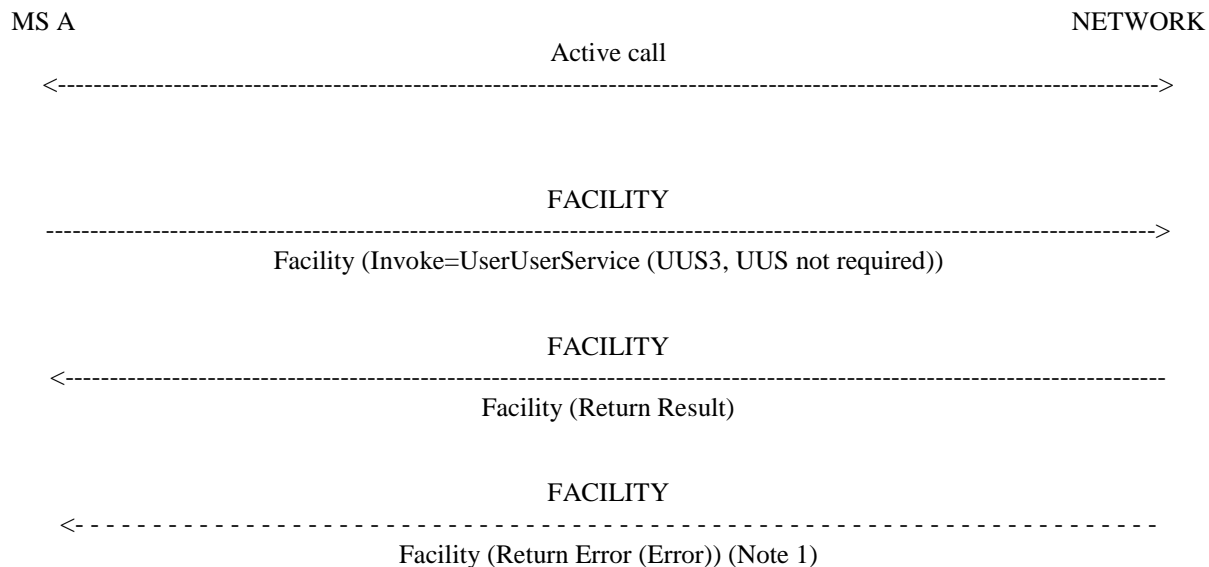 MS A NETWORK
Active call
<-------------------------------------------------------------------------------------------------------------------------->
FACILITY
--------------------------------------------------------------------------------------------------------------------------->
Facility (Invoke=UserUserService (UUS3, UUS not required))
FACILITY
<--------------------------------------------------------------------------------------------------------------------------
Facility (Return Result)
FACILITY
<- - - - - - - - - - - - - - - - - - - - - - - - - - - - - - - - - - - - - - - - - - - - - - - - - - - - - - - - - - - -
Facility (Return Error (Error)) (Note 1)